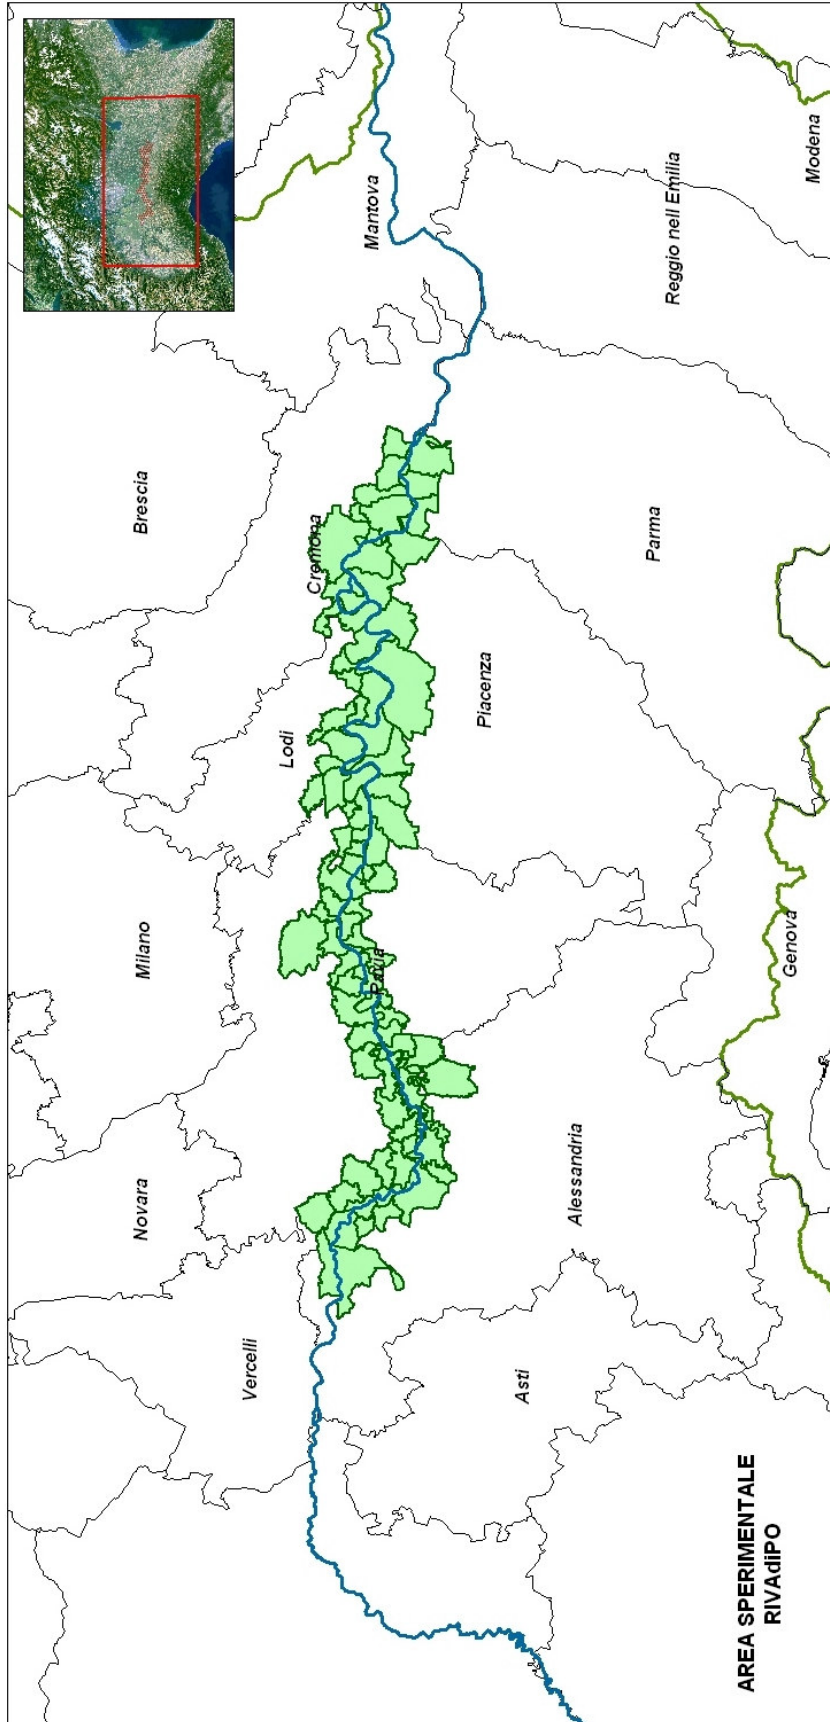 Brescia
Mantova
Modena
Reggio nell Emilia
Cremona
Parma
Lodi
Piacenza
Milano
Pavia
Genova
Novara
Alessandria
Vercelli
Asti
AREA SPERIMENTALE
RIVAdiPO